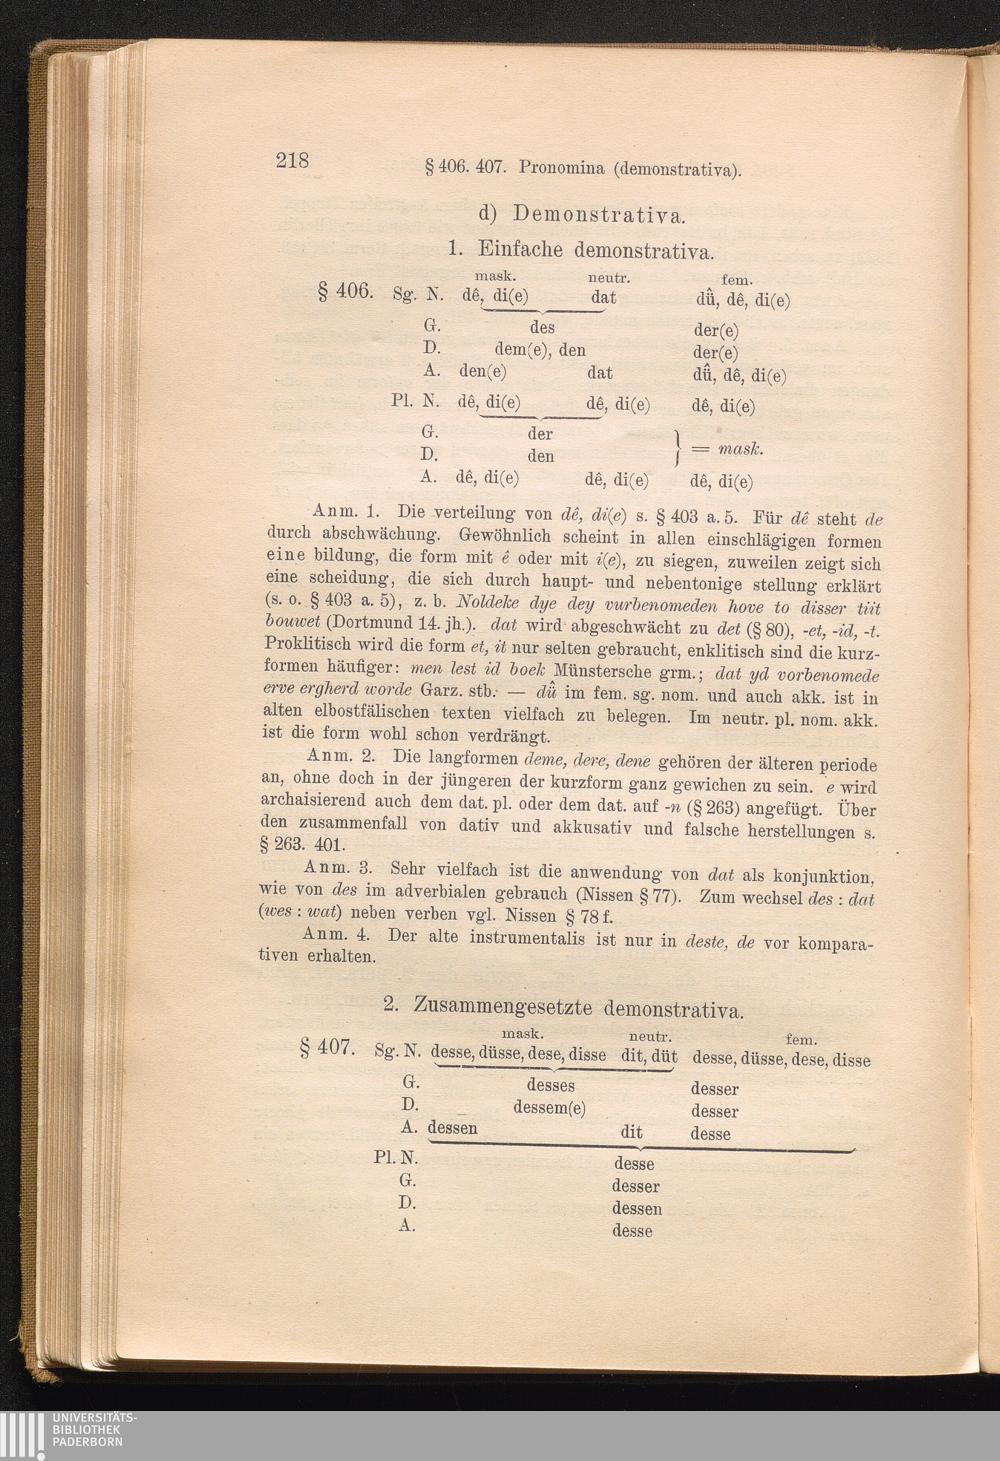 218
§ 406. 407. Pronomina (demonstrativa).
d) Demonstrativa.
1. Einfache demonstrativa.
mask. neutr. fem.
§ 406. Sg. N. dê, di(e) dat dü̂, dê, di(e)
G. des der(e)
D. dem(e), den der(e)
A. den(e) dat dü̂, dê, di(e)
Pl. N. dê, di(e) dê, di(e) dê, di(e)
G. der
D. den } = mask.
A. dê, di(e) dê, di(e) dê, di(e)
Anm. 1. Die verteilung von dê, di(e) s. § 403 a. 5. Für dê steht de
durch abschwächung. Gewöhnlich scheint in allen einschlägigen formen
eine bildung, die form mit ê oder mit i(e), zu siegen, zuweilen zeigt sich
eine scheidung, die sich durch haupt- und nebentonige stellung erklärt
(s. o. § 403 a. 5), z. b. Noldeke dye dey vurbenomeden hove to disser tiit
bouwet (Dortmund 14. jh.). dat wird abgeschwächt zu det (§ 80), -et, -id, -t.
Proklitisch wird die form et, it nur selten gebraucht, enklitisch sind die kurz-
formen häufiger: men lest id boek Münstersche grm.; dat yd vorbenomede
erve ergherd worde Garz. stb. — dü̂ im fem. sg. nom. und auch akk. ist in
alten elbostfälischen texten vielfach zu belegen. Im neutr. pl. nom. akk.
ist die form wohl schon verdrängt.
Anm. 2. Die langformen deme, dere, dene gehören der älteren periode
an, ohne doch in der jüngeren der kurzform ganz gewichen zu sein. e wird
archaisierend auch dem dat. pl. oder dem dat. auf -n (§ 263) angefügt. Über
den zusammenfall von dativ und akkusativ und falsche herstellungen s.
§ 263. 401.
Anm. 3. Sehr vielfach ist die anwendung von dat als konjunktion,
wie von des im adverbialen gebrauch (Nissen § 77). Zum wechsel des : dat
(wes : wat) neben verben vgl. Nissen § 78 f.
Anm. 4. Der alte instrumentalis ist nur in deste, de vor kompara-
tiven erhalten.
2. Zusammengesetzte demonstrativa.
mask. neutr. fem.
§ 407. Sg. N. desse, düsse, dese, disse dit, düt desse, düsse, dese, disse
G. desses desser
D. dessem(e) desser
A. dessen dit desse
Pl. N. desse
G. desser
D. dessen
A. desse
UNIVERSITÄTS-
BIBLIOTHEK
PADERBORN